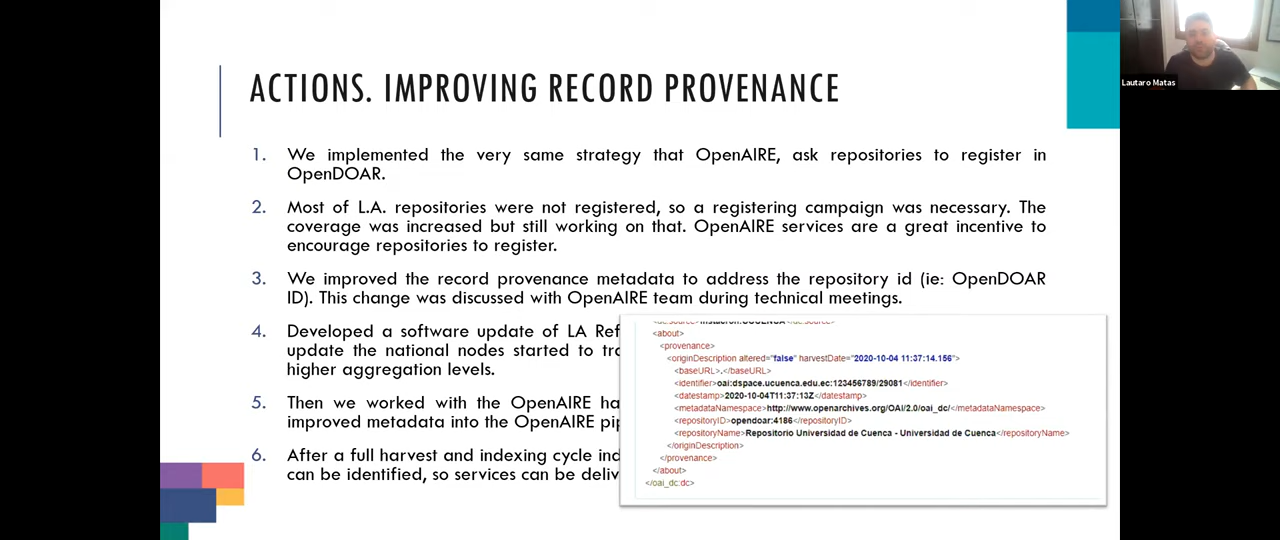 ACTIONS. IMPROVING RECORD PROVENANCE
Lautaro Matas
1. We implemented the very same strategy that OpenAIRE, ask repositories to register in
OpenDOAR.
2. Most of L.A. repositories were not registered, so a registering campaign was necessary. The
coverage was increased but still working on that. OpenAIRE services are a great incentive to
encourage repositories to register.
3. We improved the record provenance metadata to address the repository id (ie: OpenDOAR
ID). This change was discussed with OpenAIRE team during technical meetings.
4. Developed a software update of LA Ref
update the national nodes started to tra
higher aggregation levels.
5. Then we worked with the OpenAIRE ha
improved metadata into the OpenAIRE pip
6. After a full harvest and indexing cycle ind
can be identified, so services can be deliv
<about>
<provenance>
<originDescription altered="false" harvestDate="2020-10-04 11:37:14.156">
<baseURL>.</baseURL>
<identifier>oai:dspace.ucuenca.edu.ec:123456789/29081</identifier>
<datestamp>2020-10-04T11:37:13Z</datestamp>
<metadataNamespace>http://www.openarchives.org/OAI/2.0/oai_dc/</metadataNamespace>
<repositoryID>opendoar:4186</repositoryID>
<repositoryName>Repositorio Universidad de Cuenca - Universidad de Cuenca</repositoryName>
</originDescription>
</provenance>
</about>
</oai_dc:dc>